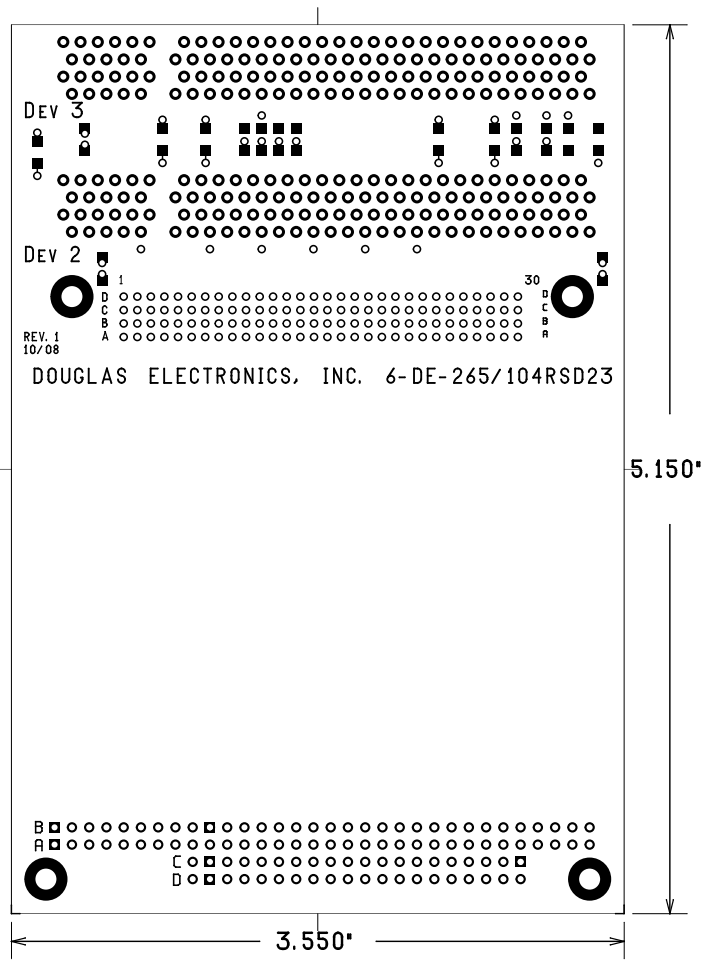 DEV 3
DEV 2
1
30
D
C
B
A
D
C
B
A
REV. 1
10/08
DOUGLAS ELECTRONICS, INC. 6-DE-265/104RSD23
5.150"
B
A
C
D
3.550"